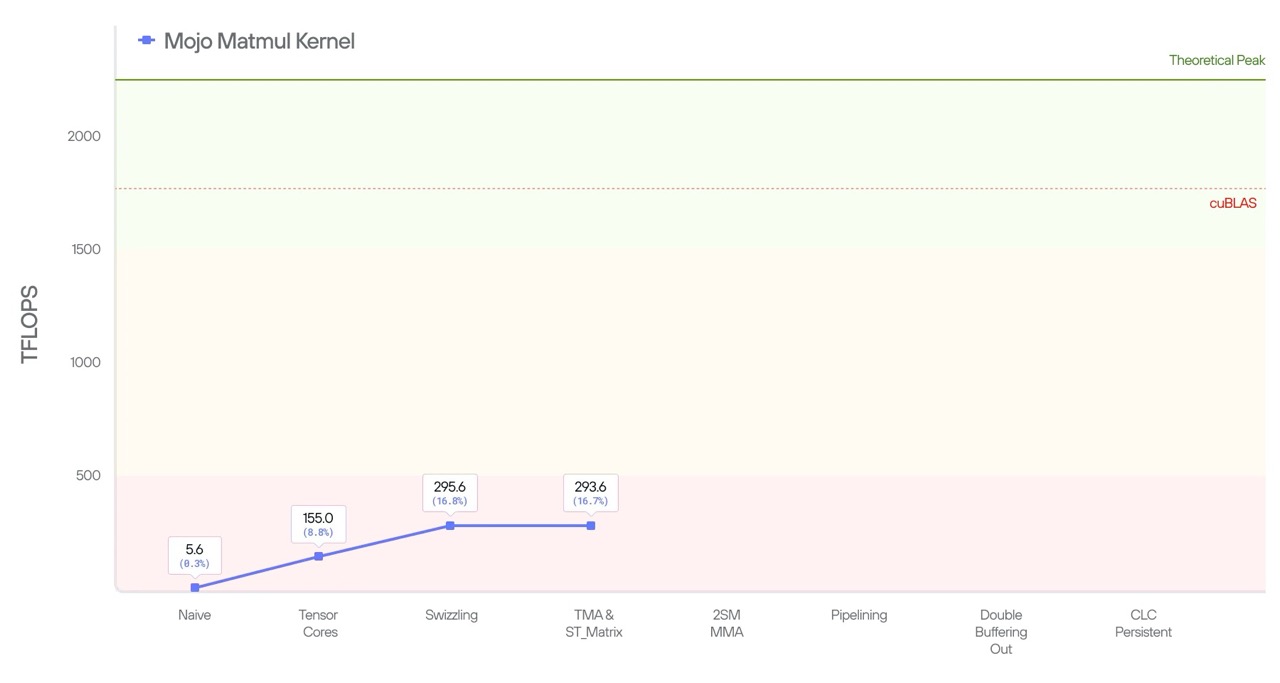 Mojo Matmul Kernel
Theoretical Peak
2000
cuBLAS
1500
TFLOPS
1000
500
295.6
(16.8%)
293.6
(16.7%)
155.0
(8.8%)
5.6
(0.3%)
Naive
Tensor
Cores
Swizzling
TMA &
ST_Matrix
2SM
MMA
Pipelining
Double
Buffering
Out
CLC
Persistent